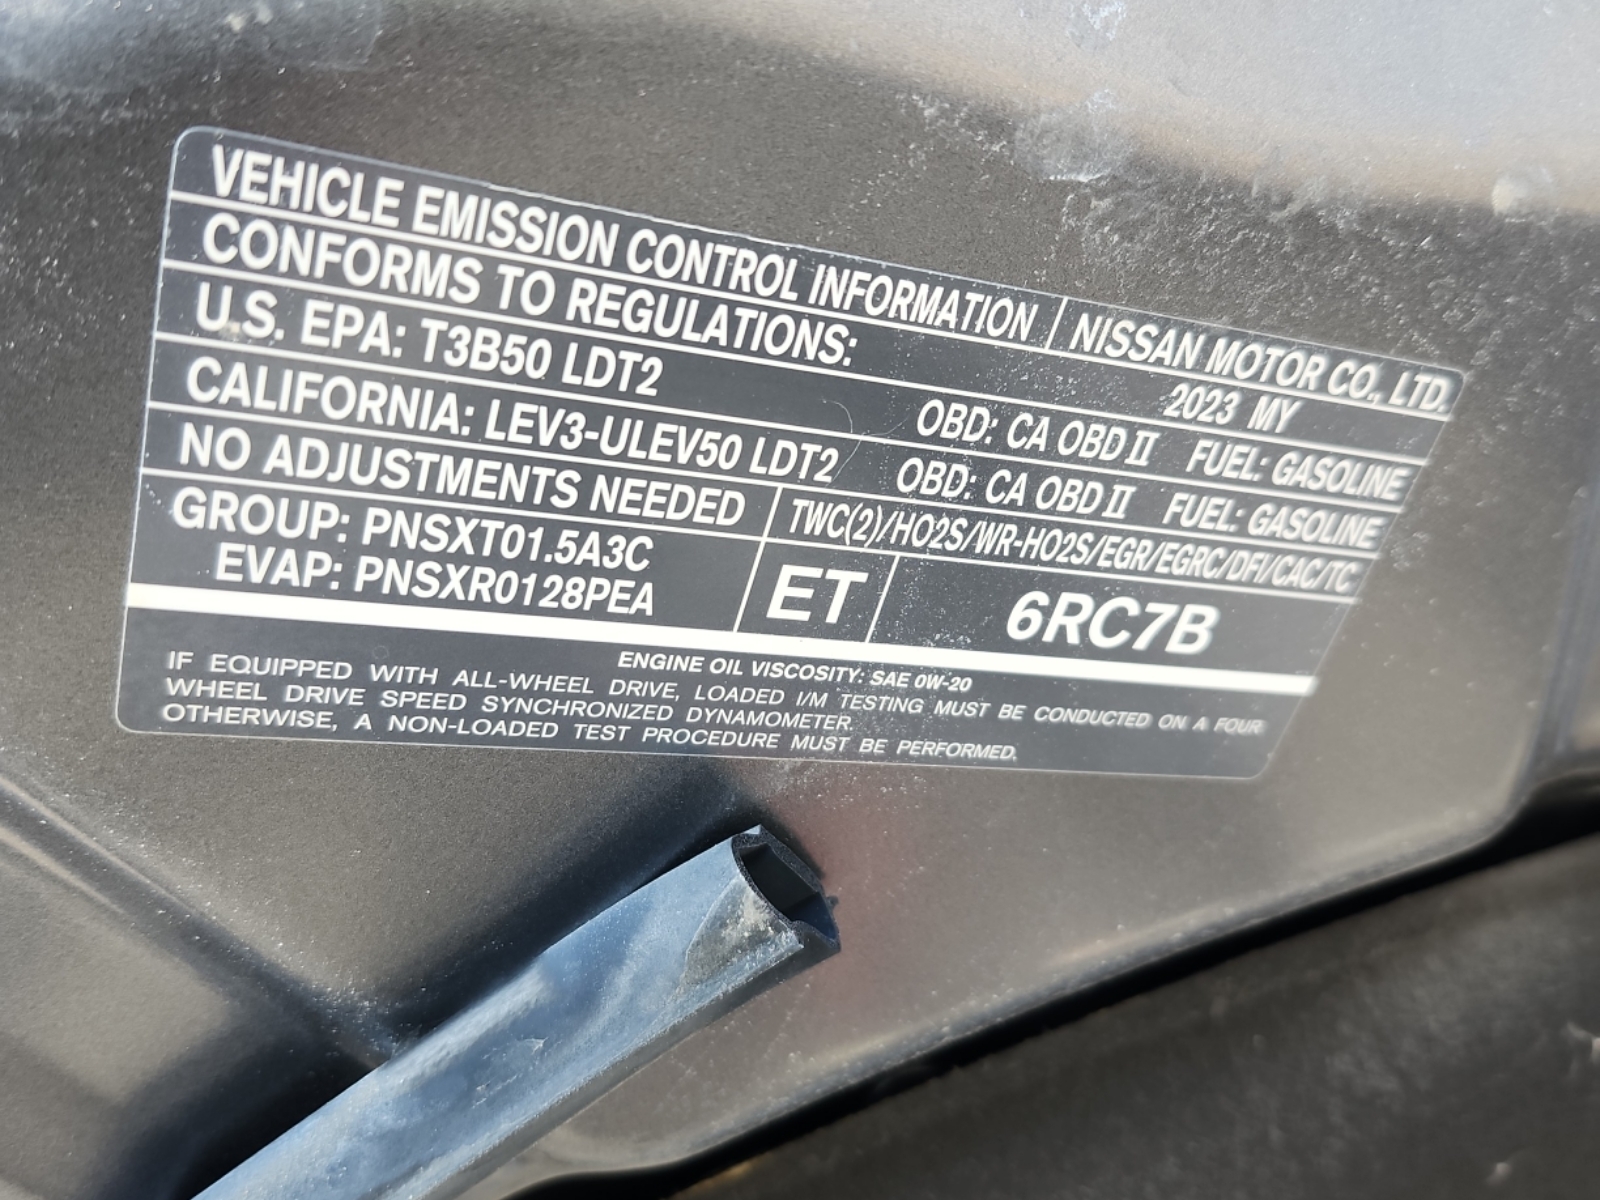 VEHICLE EMISSION CONTROL INFORMATION NISSAN MOTOR CO., LTD.
CONFORMS TO REGULATIONS: 2023 MY
U.S. EPA: T3B50 LDT2 OBD: CA OBD II FUEL: GASOLINE
CALIFORNIA: LEV3-ULEV50 LDT2 OBD: CA OBD II FUEL: GASOLINE
NO ADJUSTMENTS NEEDED TWC(2)/HO2S/WR-HO2S/EGR/EGRC/DFI/CAC/TC
GROUP: PNSXT01.5A3C
EVAP: PNSXR0128PEA
ET 6RC7B
ENGINE OIL VISCOSITY: SAE 0W-20
IF EQUIPPED WITH ALL-WHEEL DRIVE, LOADED I/M TESTING MUST BE CONDUCTED ON A FOUR
WHEEL DRIVE SPEED SYNCHRONIZED DYNAMOMETER.
OTHERWISE, A NON-LOADED TEST PROCEDURE MUST BE PERFORMED.